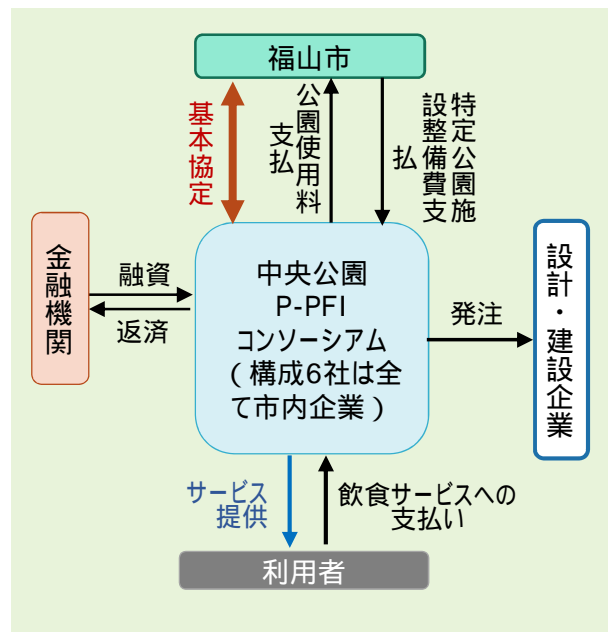 福山市
基本協定
公園使用料
支払
特定公園施
設整備費支
払
金融機関
融資
返済
中央公園
P-PFI
コンソーシアム
（構成6社は全
て市内企業）
発注
設計・建設企業
サービス
提供
飲食サービスへの
支払い
利用者